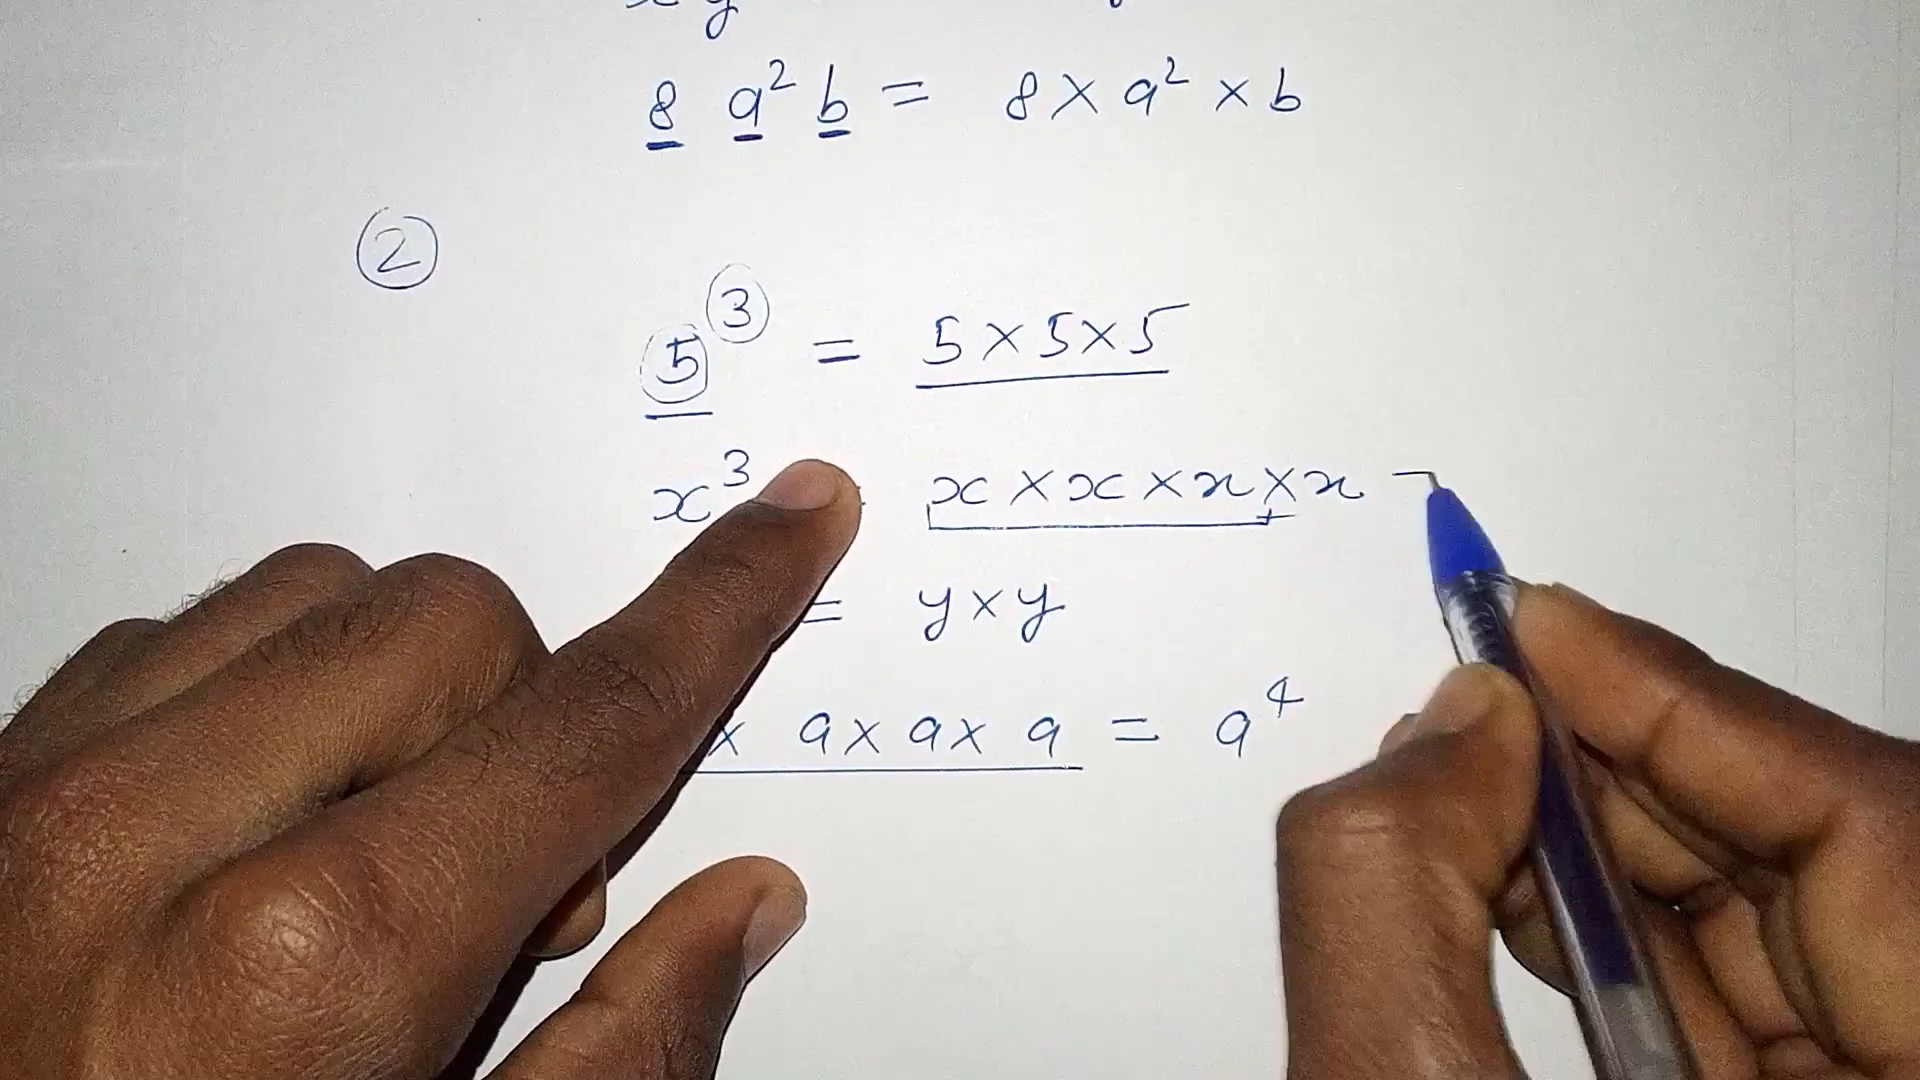 8 a² b = 8 × a² × b
②
5³ = 5 × 5 × 5
x³ x × x × x × x
= y × y
× a × a × a = a⁴